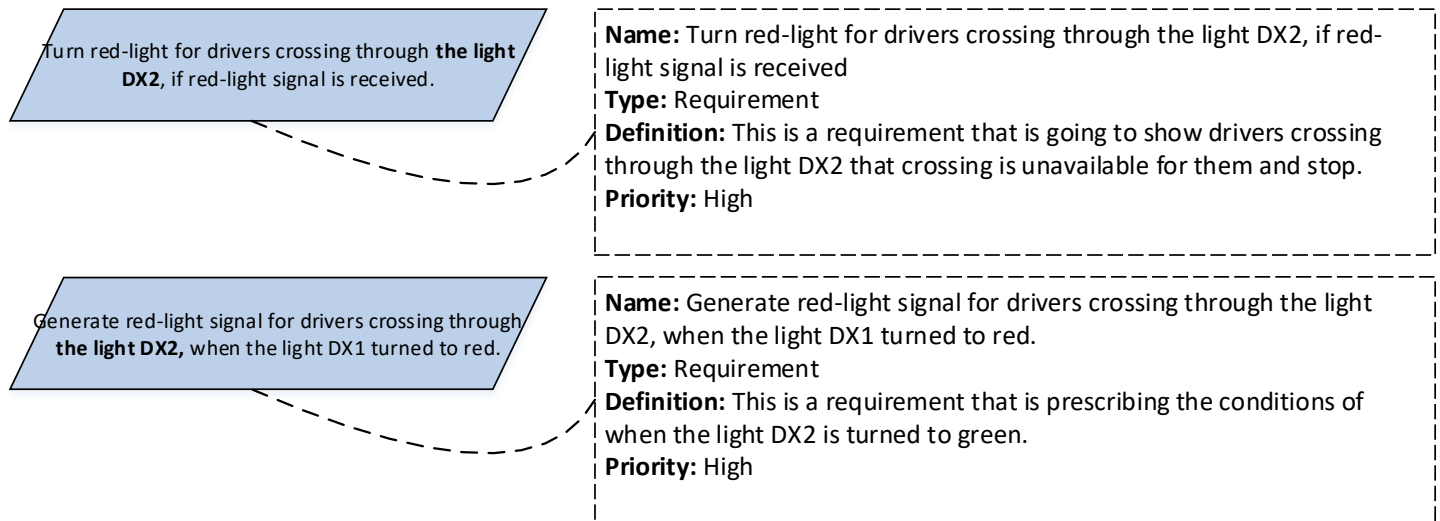 Turn red-light for drivers crossing through the light
DX2, if red-light signal is received.
Name: Turn red-light for drivers crossing through the light DX2, if red-
light signal is received
Type: Requirement
Definition: This is a requirement that is going to show drivers crossing
through the light DX2 that crossing is unavailable for them and stop.
Priority: High
Generate red-light signal for drivers crossing through
the light DX2, when the light DX1 turned to red.
Name: Generate red-light signal for drivers crossing through the light
DX2, when the light DX1 turned to red.
Type: Requirement
Definition: This is a requirement that is prescribing the conditions of
when the light DX2 is turned to green.
Priority: High